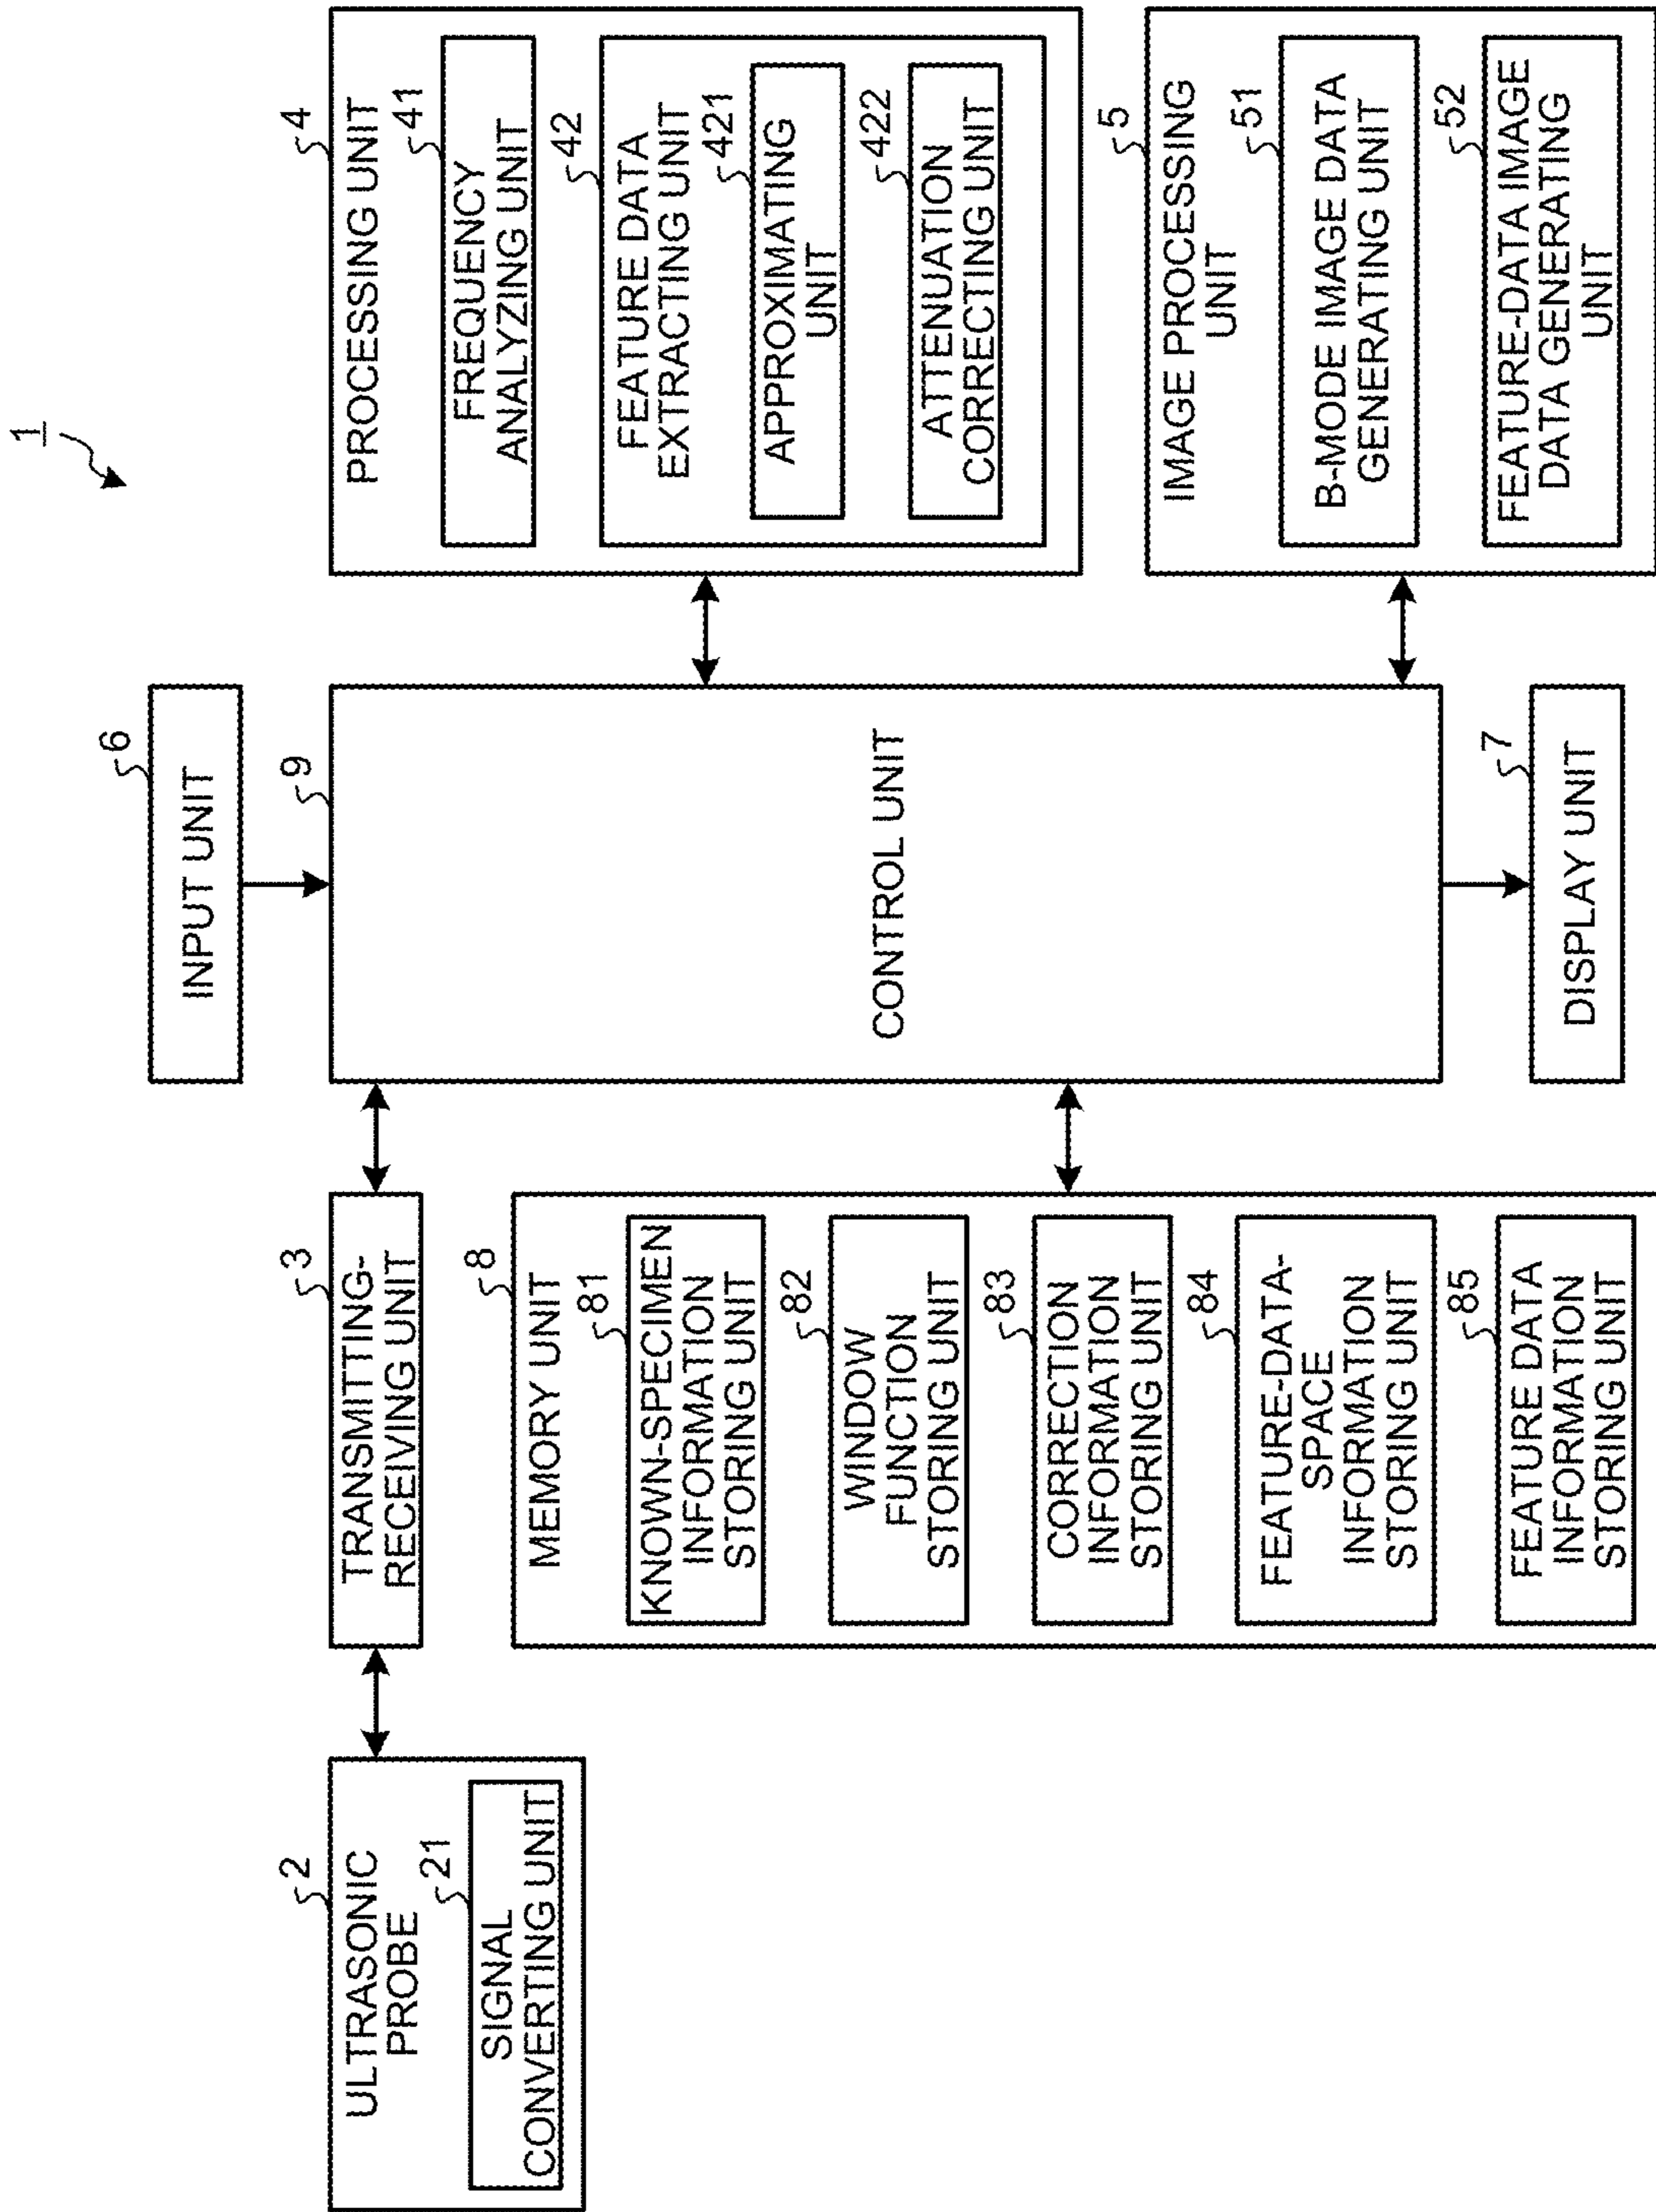 1
2
ULTRASONIC
PROBE
21
SIGNAL
CONVERTING UNIT
3
TRANSMITTING-
RECEIVING UNIT
8
MEMORY UNIT
81
KNOWN-SPECIMEN
INFORMATION
STORING UNIT
82
WINDOW
FUNCTION
STORING UNIT
83
CORRECTION
INFORMATION
STORING UNIT
84
FEATURE-DATA-
SPACE
INFORMATION
STORING UNIT
85
FEATURE DATA
INFORMATION
STORING UNIT
6
INPUT UNIT
9
CONTROL UNIT
7
DISPLAY UNIT
4
PROCESSING UNIT
41
FREQUENCY
ANALYZING UNIT
42
FEATURE DATA
EXTRACTING UNIT
421
APPROXIMATING
UNIT
422
ATTENUATION
CORRECTING UNIT
5
IMAGE PROCESSING
UNIT
51
B-MODE IMAGE DATA
GENERATING UNIT
52
FEATURE-DATA IMAGE
DATA GENERATING
UNIT